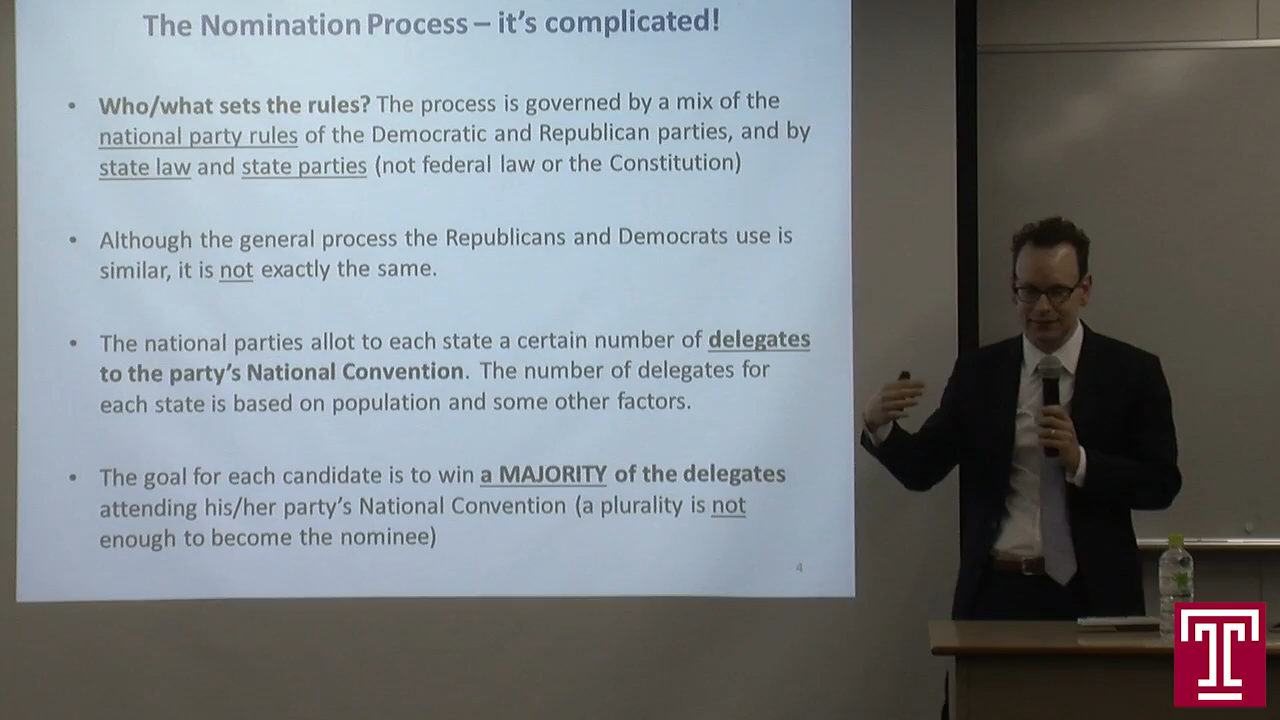 The Nomination Process – it's complicated!
• Who/what sets the rules? The process is governed by a mix of the
national party rules of the Democratic and Republican parties, and by
state law and state parties (not federal law or the Constitution)
• Although the general process the Republicans and Democrats use is
similar, it is not exactly the same.
• The national parties allot to each state a certain number of delegates
to the party's National Convention. The number of delegates for
each state is based on population and some other factors.
• The goal for each candidate is to win a MAJORITY of the delegates
attending his/her party's National Convention (a plurality is not
enough to become the nominee)
4
T